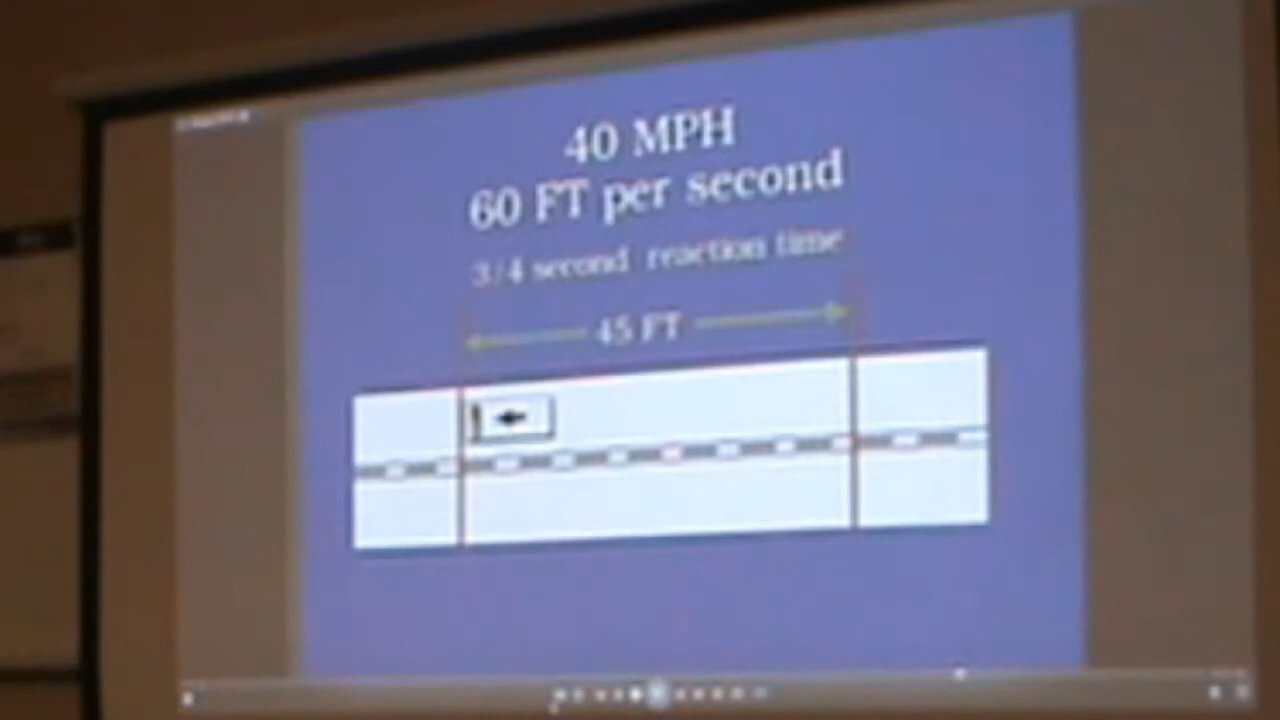 40 MPH
60 FT per second
3/4 second reaction time
45 FT